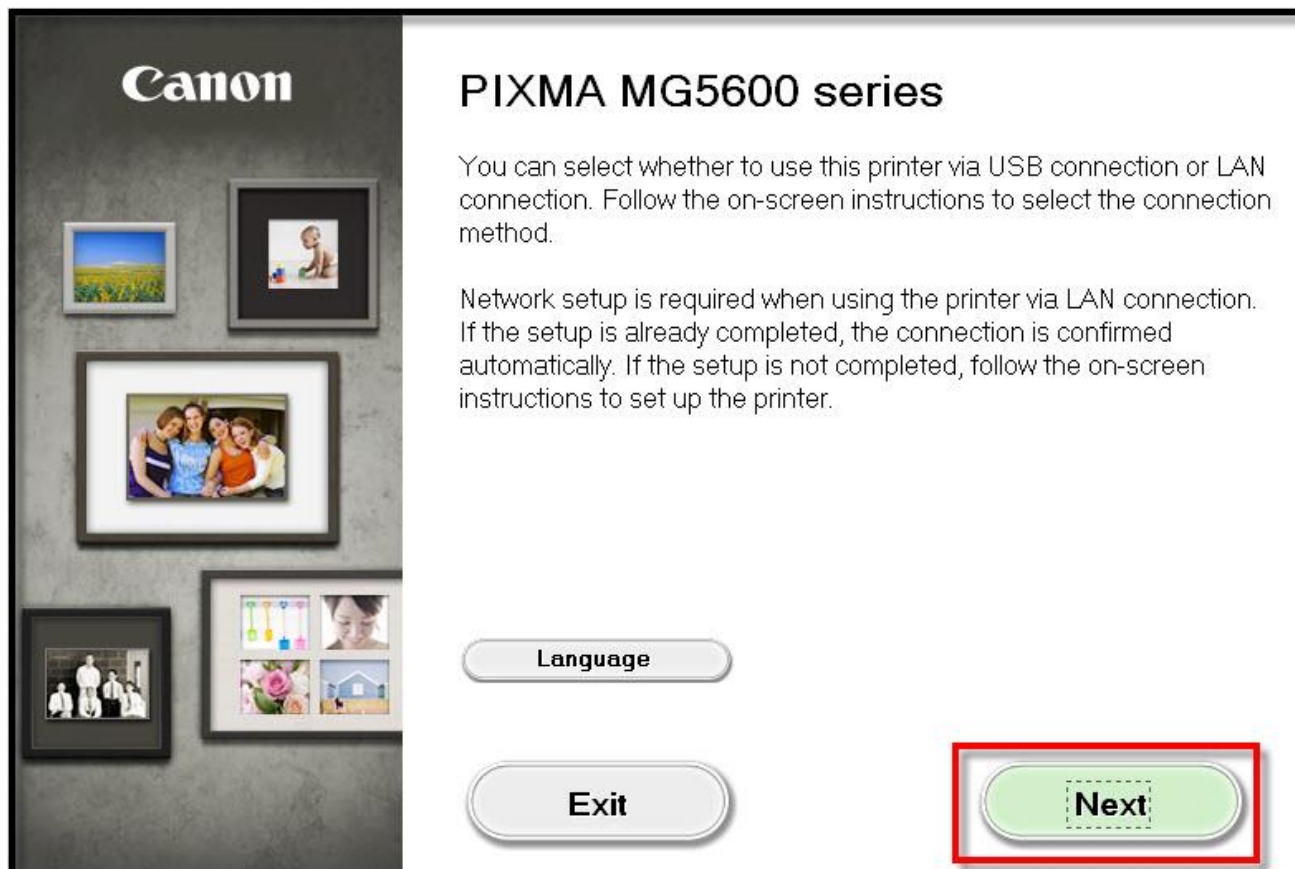 Canon
PIXMA MG5600 series
You can select whether to use this printer via USB connection or LAN
connection. Follow the on-screen instructions to select the connection
method.
Network setup is required when using the printer via LAN connection.
If the setup is already completed, the connection is confirmed
automatically. If the setup is not completed, follow the on-screen
instructions to set up the printer.
Language
Exit
Next